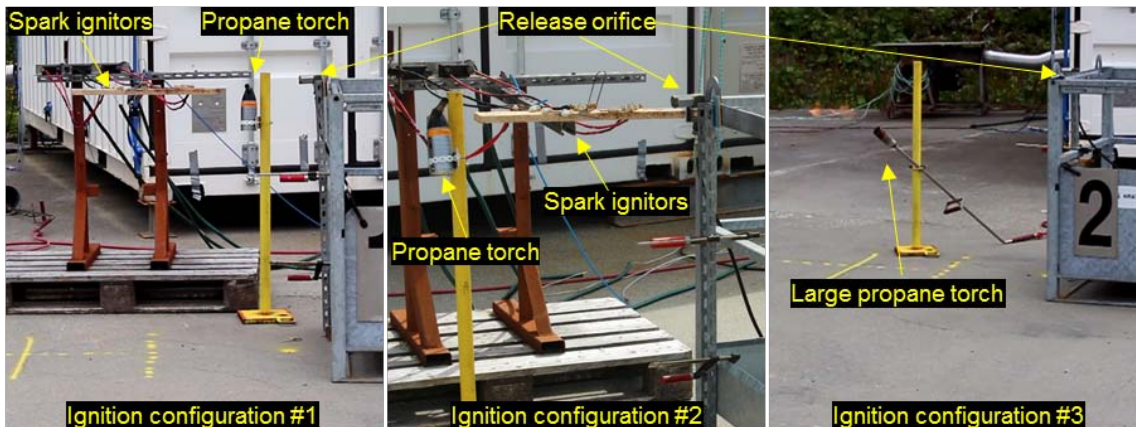 Spark ignitors
Propane torch
Release orifice
Spark ignitors
Propane torch
2
Large propane torch
Ignition configuration #1
Ignition configuration #2
Ignition configuration #3